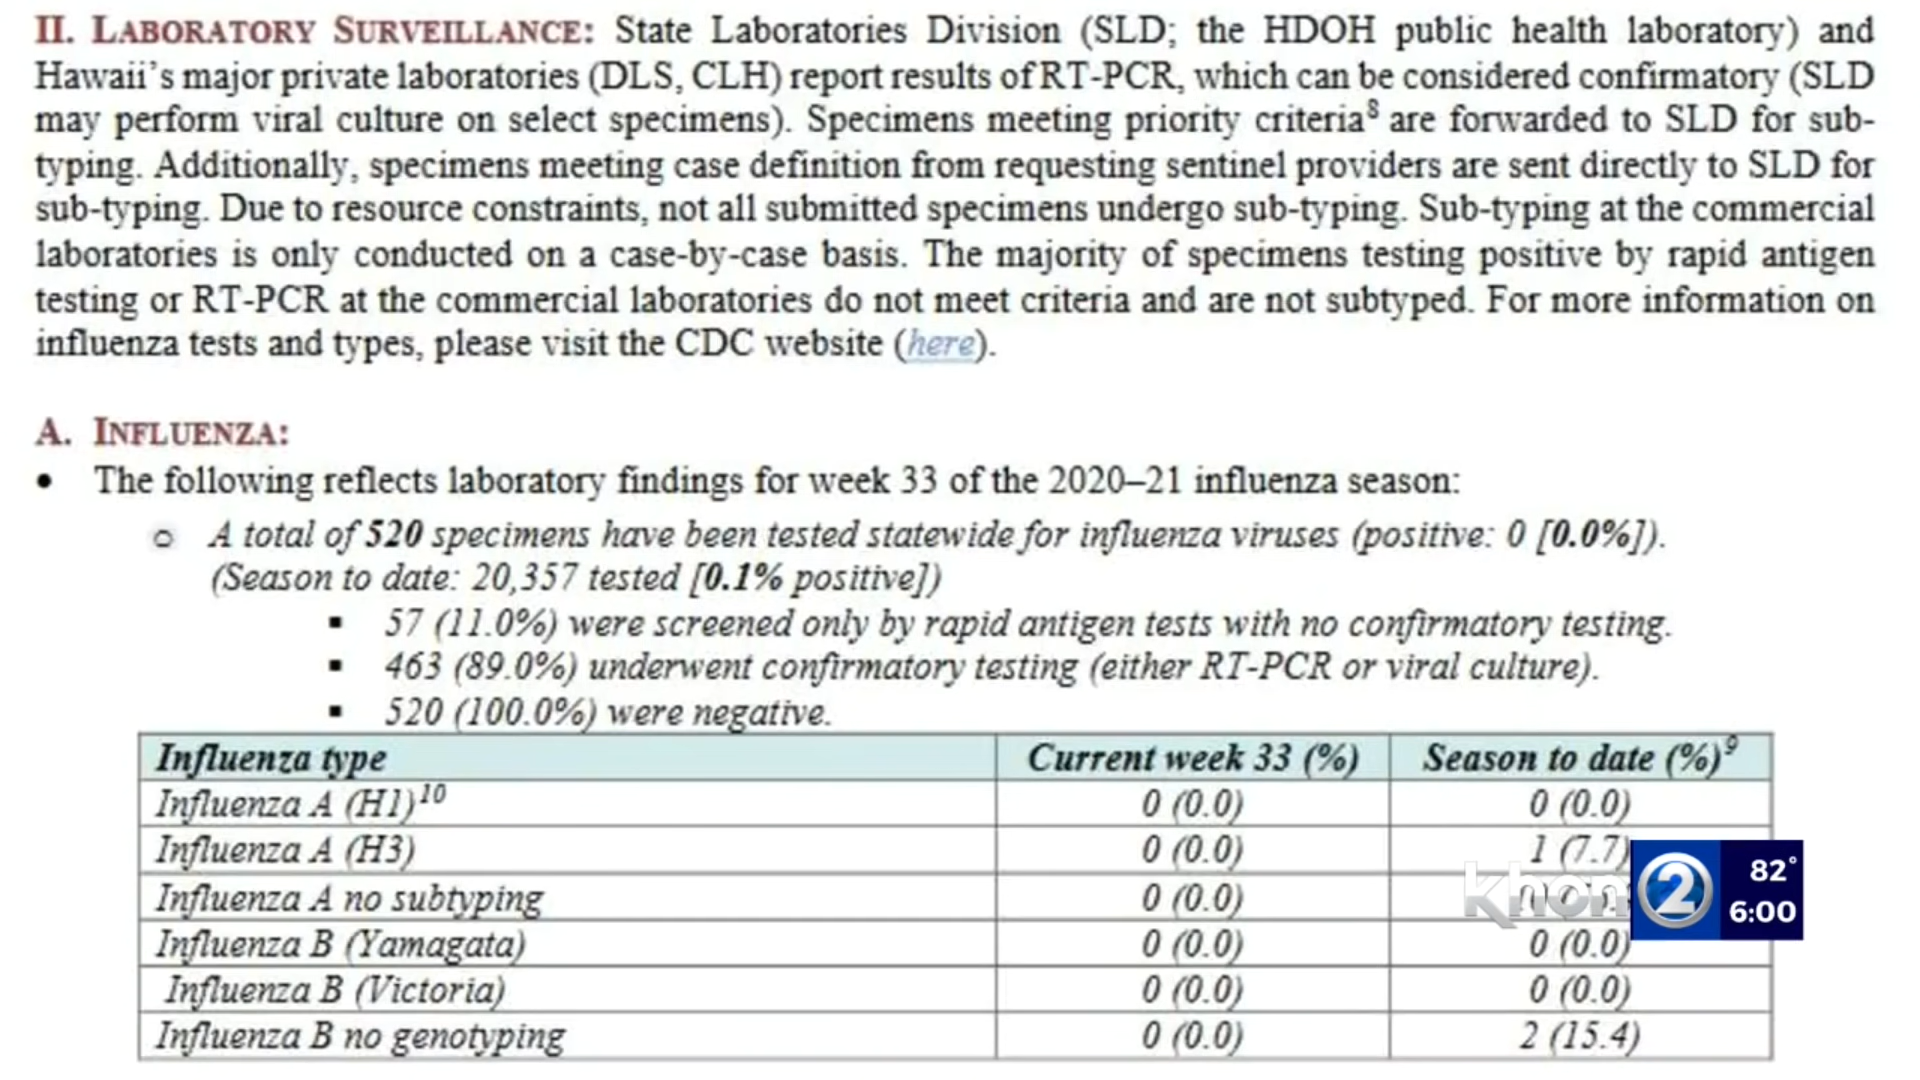 II. LABORATORY SURVEILLANCE: State Laboratories Division (SLD; the HDOH public health laboratory) and
Hawaii's major private laboratories (DLS, CLH) report results of RT-PCR, which can be considered confirmatory (SLD
may perform viral culture on select specimens). Specimens meeting priority criteria⁸ are forwarded to SLD for sub-
typing. Additionally, specimens meeting case definition from requesting sentinel providers are sent directly to SLD for
sub-typing. Due to resource constraints, not all submitted specimens undergo sub-typing. Sub-typing at the commercial
laboratories is only conducted on a case-by-case basis. The majority of specimens testing positive by rapid antigen
testing or RT-PCR at the commercial laboratories do not meet criteria and are not subtyped. For more information on
influenza tests and types, please visit the CDC website (here).
A. INFLUENZA:
• The following reflects laboratory findings for week 33 of the 2020–21 influenza season:
o A total of 520 specimens have been tested statewide for influenza viruses (positive: 0 [0.0%]).
(Season to date: 20,357 tested [0.1% positive])
▪ 57 (11.0%) were screened only by rapid antigen tests with no confirmatory testing.
▪ 463 (89.0%) underwent confirmatory testing (either RT-PCR or viral culture).
▪ 520 (100.0%) were negative.
Influenza type Current week 33 (%) Season to date (%)⁹
Influenza A (H1)¹⁰ 0 (0.0) 0 (0.0)
Influenza A (H3) 0 (0.0) 1 (7.7)
Influenza A no subtyping 0 (0.0)
Influenza B (Yamagata) 0 (0.0) 0 (0.0)
Influenza B (Victoria) 0 (0.0) 0 (0.0)
Influenza B no genotyping 0 (0.0) 2 (15.4)
khon 2
82°
6:00